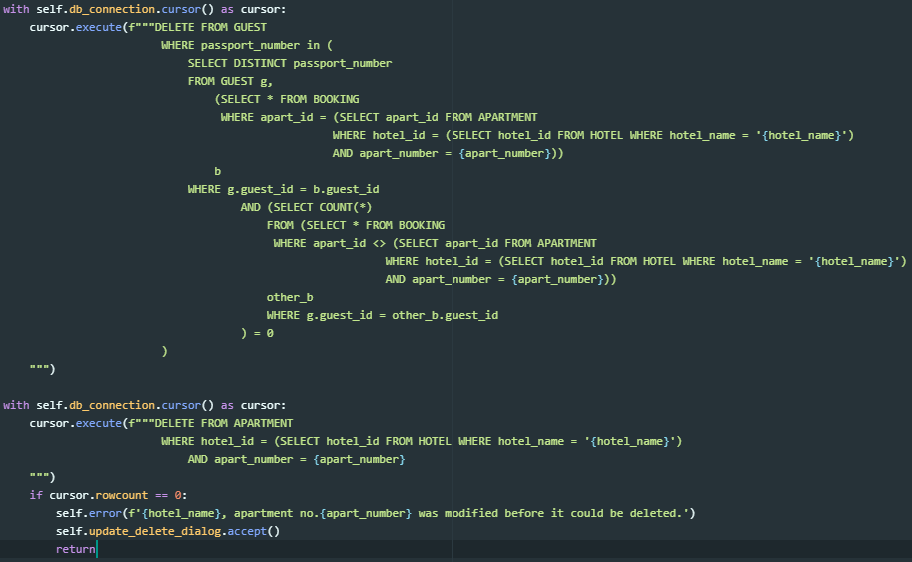 with self.db_connection.cursor() as cursor:
    cursor.execute(f"""DELETE FROM GUEST
                        WHERE passport_number in (
                            SELECT DISTINCT passport_number
                            FROM GUEST g,
                                (SELECT * FROM BOOKING
                                 WHERE apart_id = (SELECT apart_id FROM APARTMENT
                                                  WHERE hotel_id = (SELECT hotel_id FROM HOTEL WHERE hotel_name = '{hotel_name}')
                                                  AND apart_number = {apart_number}))
                                b
                            WHERE g.guest_id = b.guest_id
                                    AND (SELECT COUNT(*)
                                        FROM (SELECT * FROM BOOKING
                                         WHERE apart_id <> (SELECT apart_id FROM APARTMENT
                                                          WHERE hotel_id = (SELECT hotel_id FROM HOTEL WHERE hotel_name = '{hotel_name}')
                                                          AND apart_number = {apart_number}))
                                        other_b
                                        WHERE g.guest_id = other_b.guest_id
                                    ) = 0
                        )
    """)
with self.db_connection.cursor() as cursor:
    cursor.execute(f"""DELETE FROM APARTMENT
                        WHERE hotel_id = (SELECT hotel_id FROM HOTEL WHERE hotel_name = '{hotel_name}')
                            AND apart_number = {apart_number}
    """)
    if cursor.rowcount == 0:
        self.error(f'{hotel_name}, apartment no.{apart_number} was modified before it could be deleted.')
        self.update_delete_dialog.accept()
        return